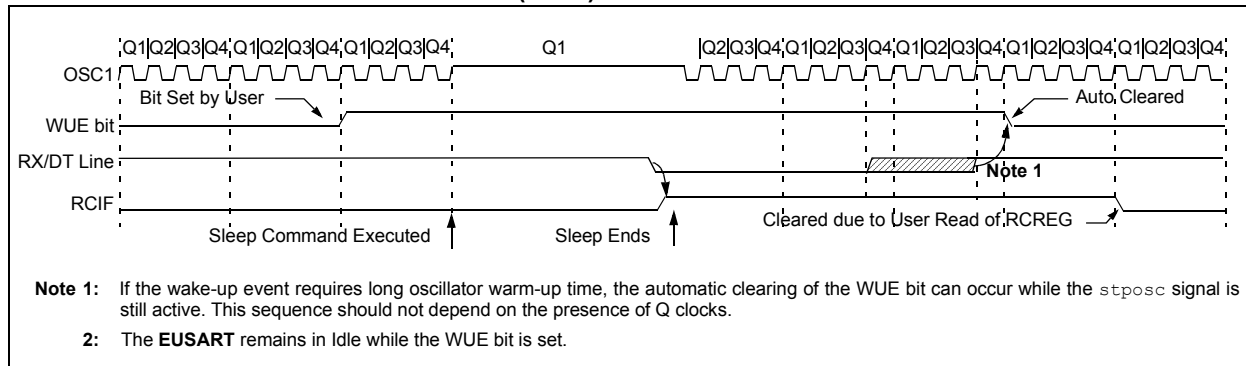 Q1 Q2 Q3 Q4 Q1 Q2 Q3 Q4 Q1 Q2 Q3 Q4 Q1 Q2 Q3 Q4 Q1 Q2 Q3 Q4 Q1 Q2 Q3 Q4 Q1 Q2 Q3 Q4 Q1 Q2 Q3 Q4
OSC1
Bit Set by User
Auto Cleared
WUE bit
RX/DT Line
Note 1
RCIF
Cleared due to User Read of RCREG
Sleep Command Executed
Sleep Ends
Note 1: If the wake-up event requires long oscillator warm-up time, the automatic clearing of the WUE bit can occur while the stposc signal is
still active. This sequence should not depend on the presence of Q clocks.
2: The EUSART remains in Idle while the WUE bit is set.